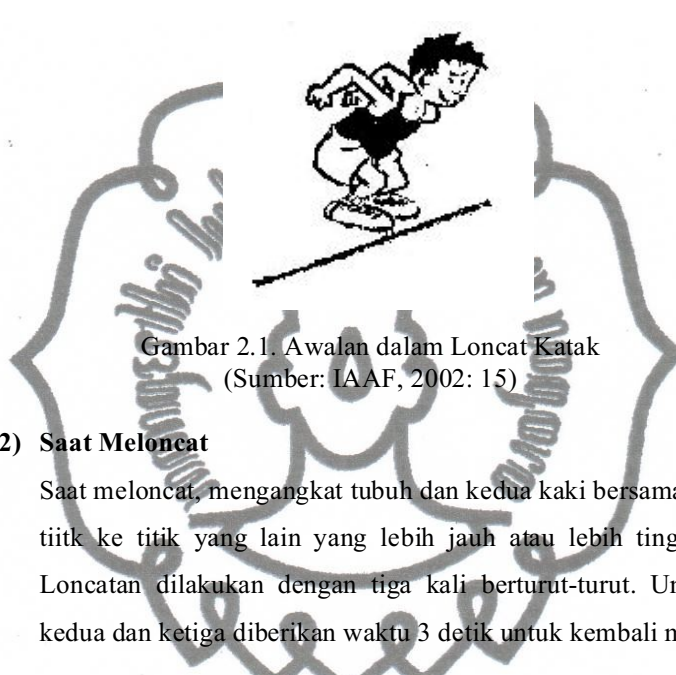 Gambar 2.1. Awalan dalam Loncat Katak
(Sumber: IAAF, 2002: 15)
2) Saat Meloncat
Saat meloncat, mengangkat tubuh dan kedua kaki bersama
tiitk ke titik yang lain yang lebih jauh atau lebih ting
Loncatan dilakukan dengan tiga kali berturut-turut. Un
kedua dan ketiga diberikan waktu 3 detik untuk kembali m